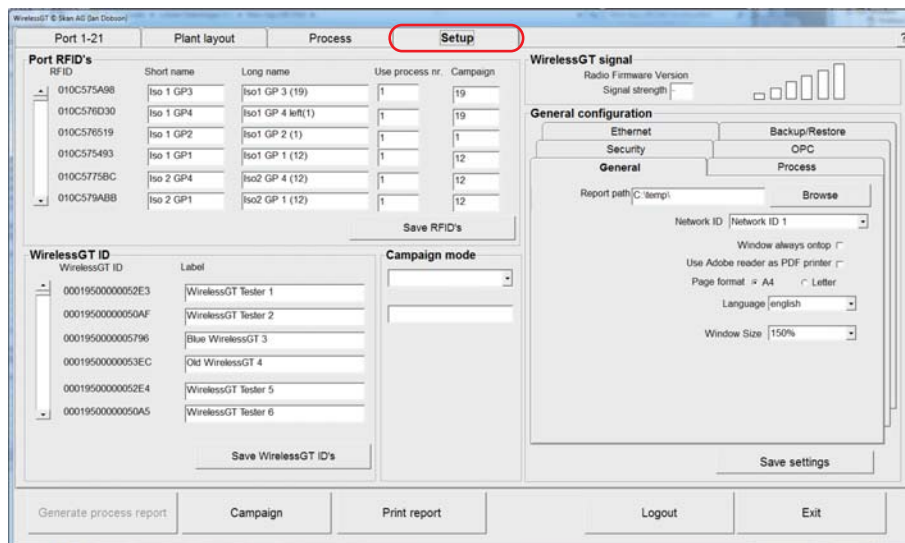 WirelessGT © Skan AG (Ian Dobson)
Port 1-21 Plant layout Process Setup ?
Port RFID's
RFID Short name Long name Use process nr. Campaign
010C575A98 Iso 1 GP3 Iso1 GP 3 (19) 1 19
010C576D30 Iso 1 GP4 Iso1 GP 4 left(1) 1 19
010C576519 Iso 1 GP2 Iso1 GP 2 (1) 1 1
010C575493 Iso 1 GP1 Iso1 GP 1 (12) 1 12
010C5775BC Iso 2 GP4 Iso2 GP 4 (12) 1 12
010C579ABB Iso 2 GP1 Iso2 GP 1 (12) 1 12
Save RFID's
WirelessGT ID
WirelessGT ID Label
00019500000052E3 WirelessGT Tester 1
00019500000050AF WirelessGT Tester 2
0001950000005796 Blue WirelessGT 3
00019500000053EC Old WirelessGT 4
00019500000052E4 WirelessGT Tester 5
00019500000050A5 WirelessGT Tester 6
Save WirelessGT ID's
Campaign mode
WirelessGT signal
Radio Firmware Version
Signal strength -
General configuration
Ethernet Backup/Restore
Security OPC
General Process
Report path C:\temp\ Browse
Network ID Network ID 1
Window always ontop
Use Adobe reader as PDF printer
Page format A4 Letter
Language english
Window Size 150%
Save settings
Generate process report Campaign Print report Logout Exit